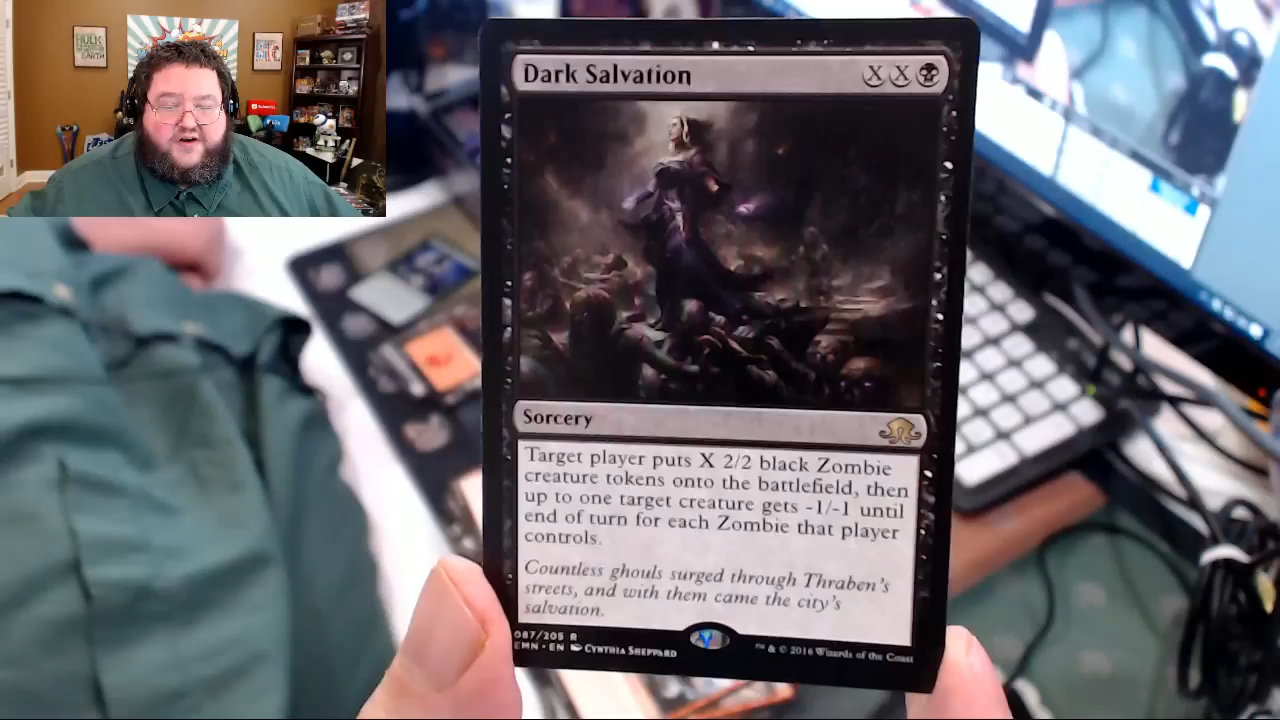 HULK
EARTH
Dark Salvation
X X
Sorcery
Target player puts X 2/2 black Zombie
creature tokens onto the battlefield, then
up to one target creature gets -1/-1 until
end of turn for each Zombie that player
controls.
Countless ghouls surged through Thraben's
streets, and with them came the city's
salvation.
087/205 R
EMN • EN Cynthia Sheppard
™ & © 2016 Wizards of the Coast